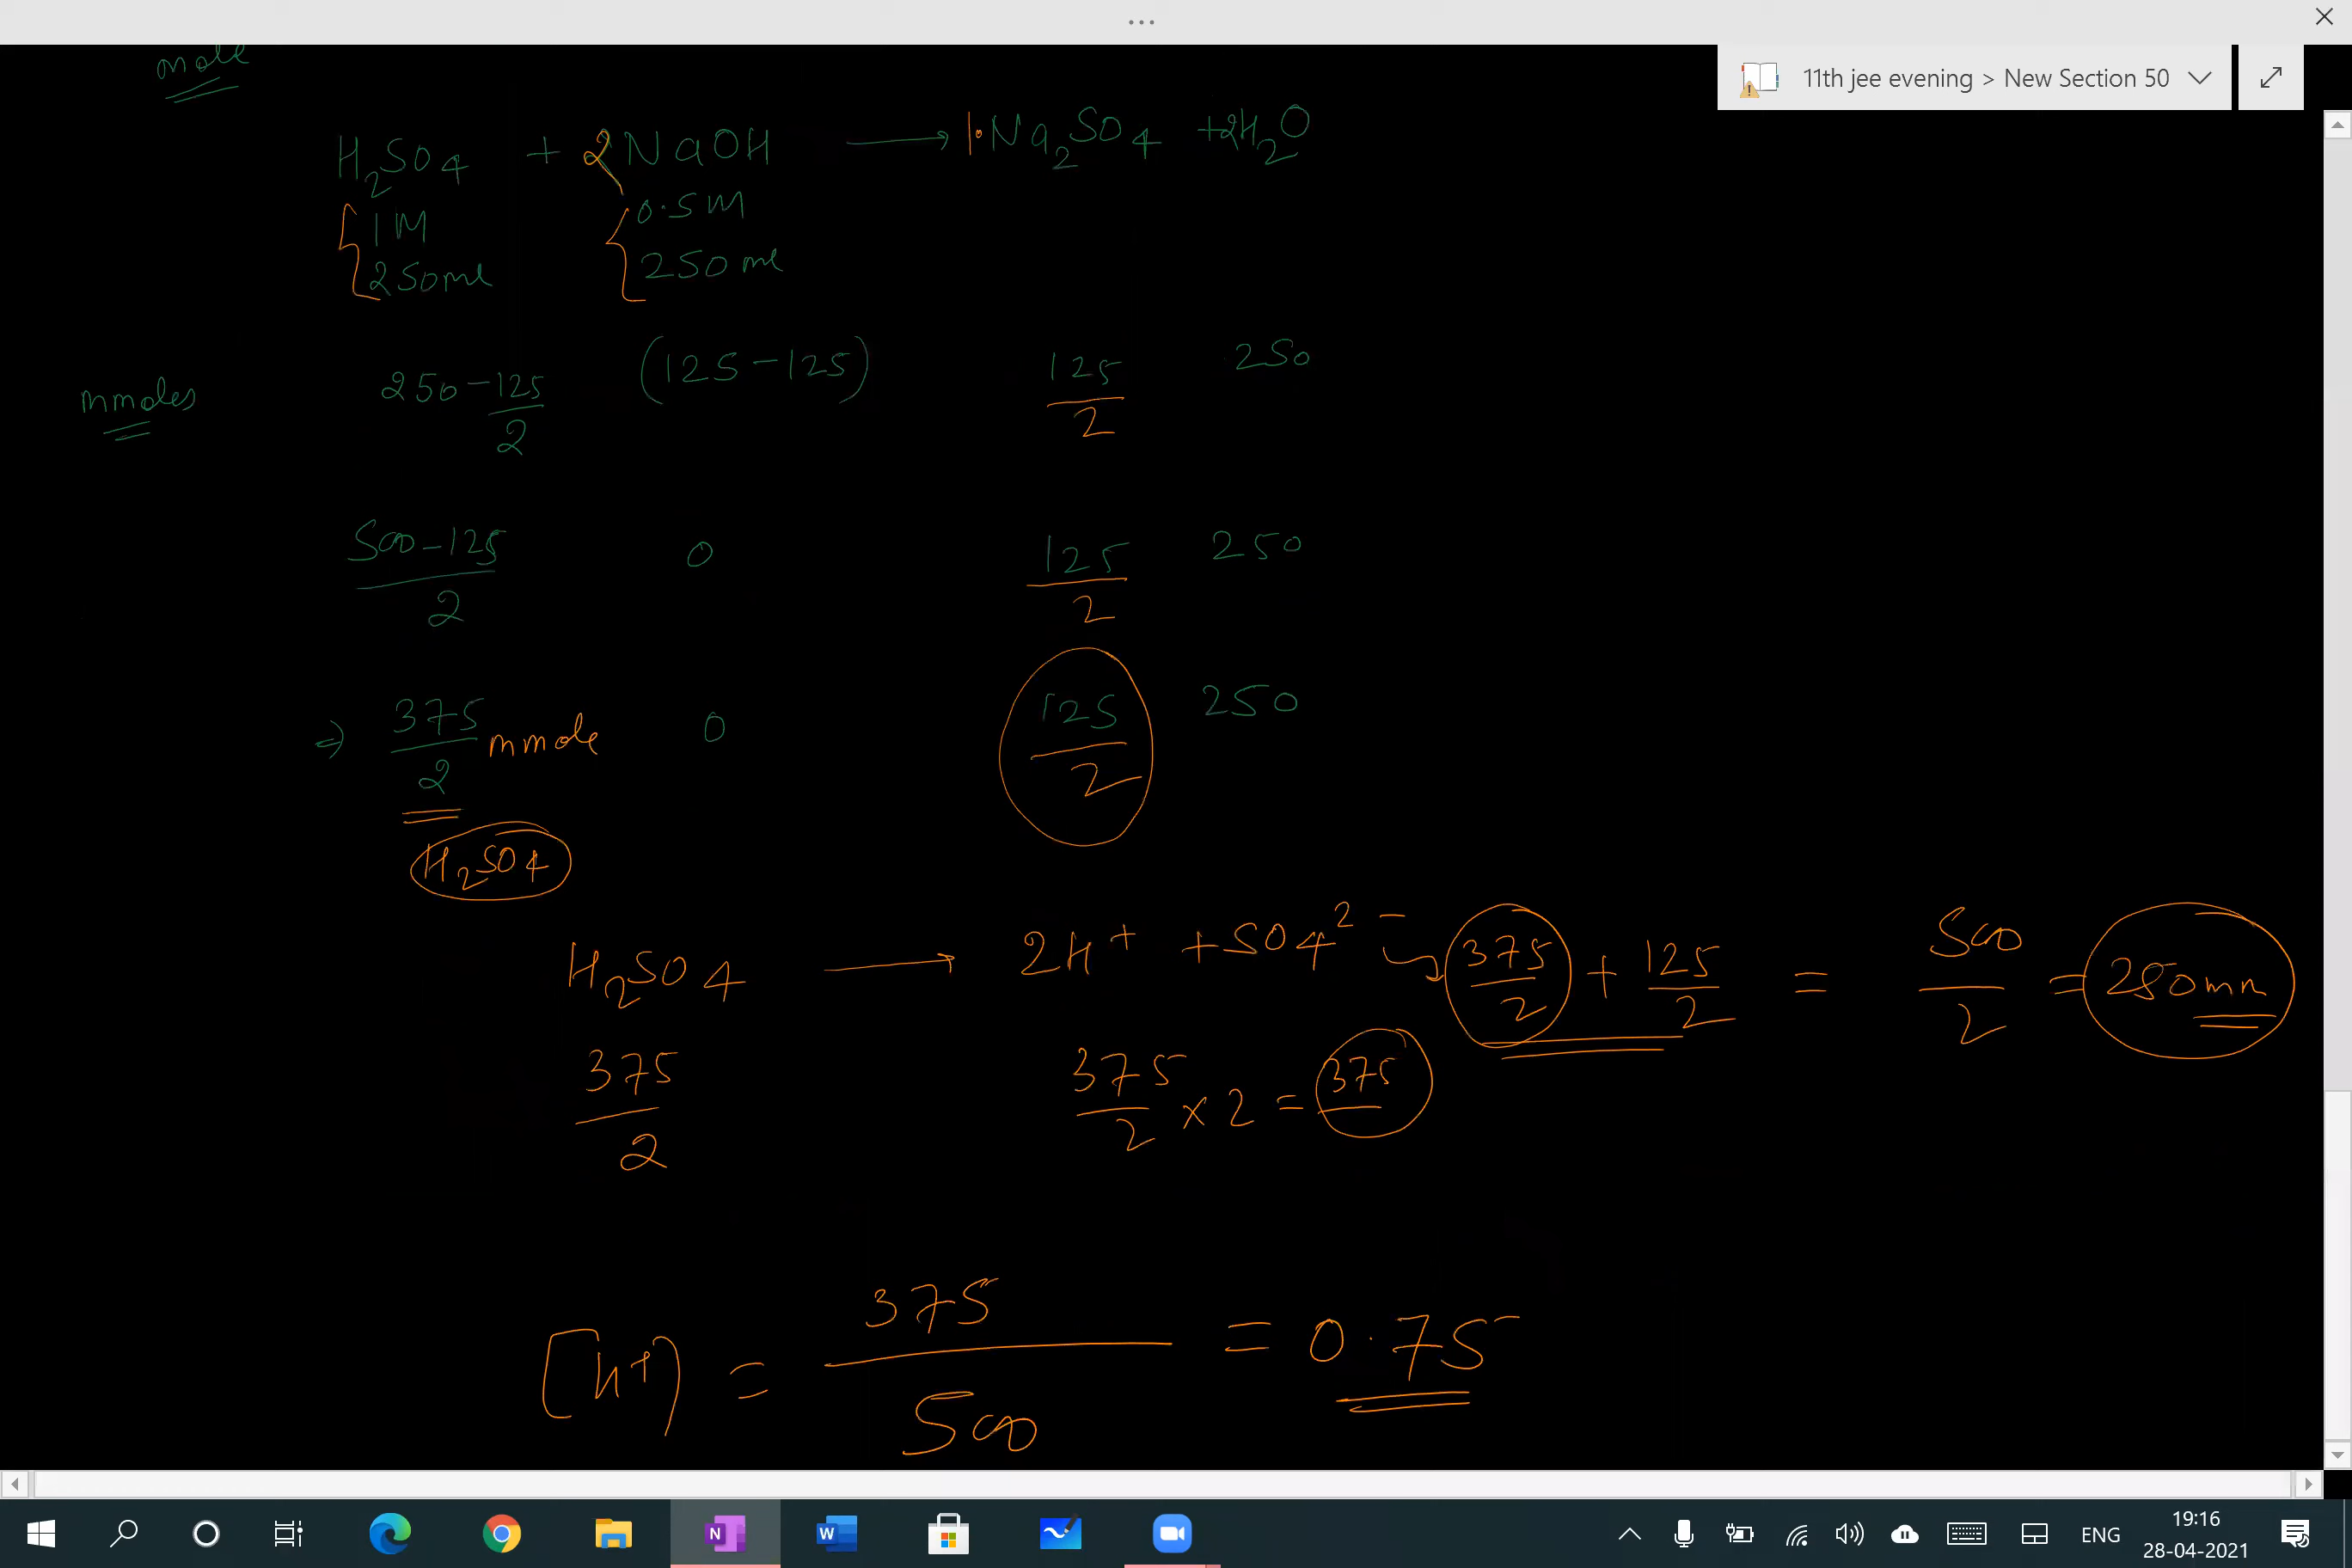 ...
11th jee evening > New Section 50
mole
H₂SO₄ + 2NaOH ⟶ 1·Na₂SO₄ + 2H₂O
1M 0.5M
250ml 250ml
mmoles 250 - 125/2 (125 - 125) 125/2 250
500 - 125/2 0 125/2 250
⇒ 375/2 mmole 0 125/2 250
H₂SO₄
H₂SO₄ ⟶ 2H⁺ + SO₄²⁻ 375/2 + 125/2 = 500/2 = 250mm
375/2 375/2 × 2 = 375
[H⁺] = 375/500 = 0.75
ENG 19:16
28-04-2021